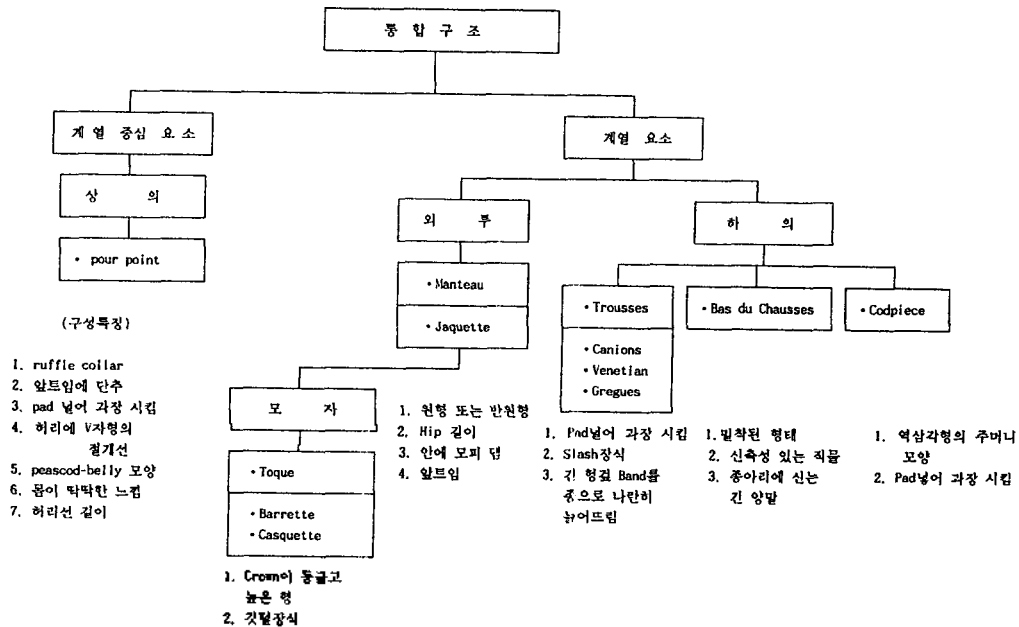 통 합 구 조
계 열 중심 요 소
계열 요소
상 의
외 투
하 의
• pour point
• Manteau
• Jaquette
• Trousses
• Canions
• Venetian
• Gregues
• Bas du Chausses
• Codpiece
(구성특징)
1. ruffle collar
2. 앞트임에 단추
3. pad 넣어 과장 시킴
4. 허리에 V자형의
절개선
5. peascod-belly 모양
6. 몸이 딱딱한 느낌
7. 허리선 길이
모 자
• Toque
• Barrette
• Casquette
1. Crown이 둥글고
높은 형
2. 깃털장식
1. 원형 또는 반원형
2. Hip 길이
3. 안에 모피 댐
4. 앞트임
1. Pad넣어 과장 시킴
2. Slash장식
3. 긴 헝겊 Band를
종으로 나란히
늘어뜨림
1. 밀착된 형태
2. 신축성 있는 직물
3. 종아리에 신는
긴 양말
1. 역삼각형의 주머니
모양
2. Pad넣어 과장 시킴